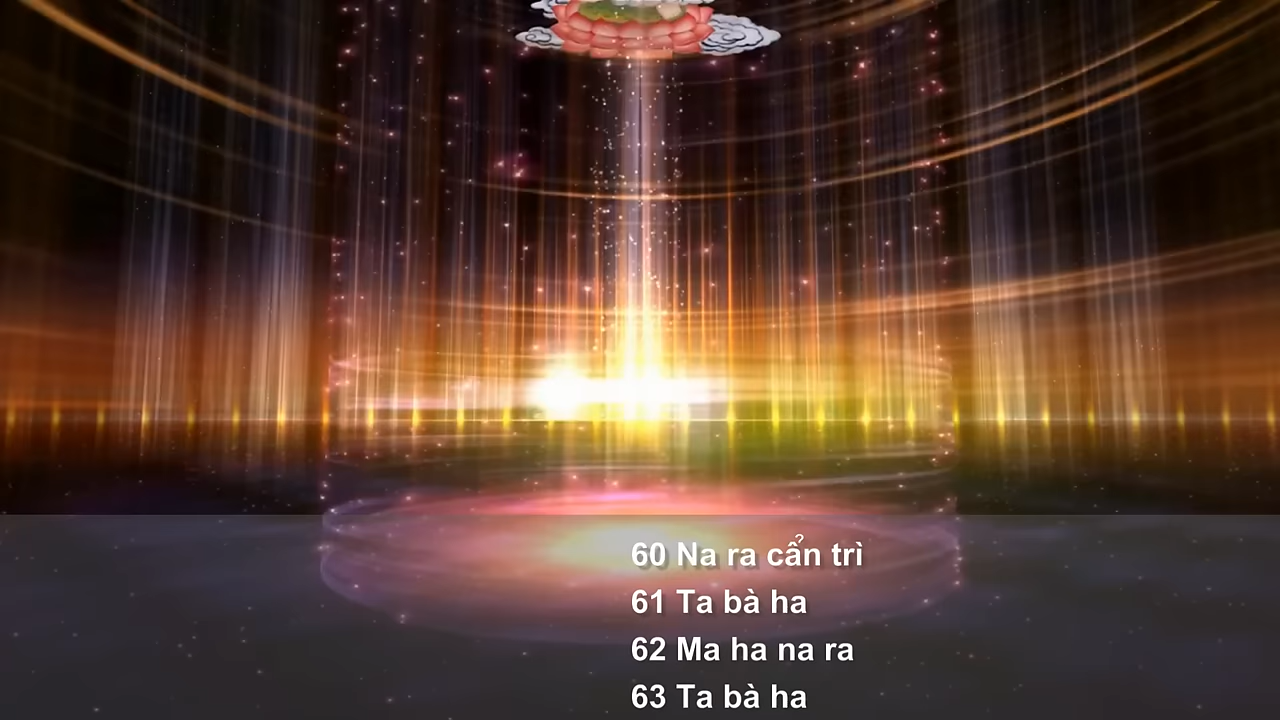 60 Na ra cẩn trì
61 Ta bà ha
62 Ma ha na ra
63 Ta bà ha